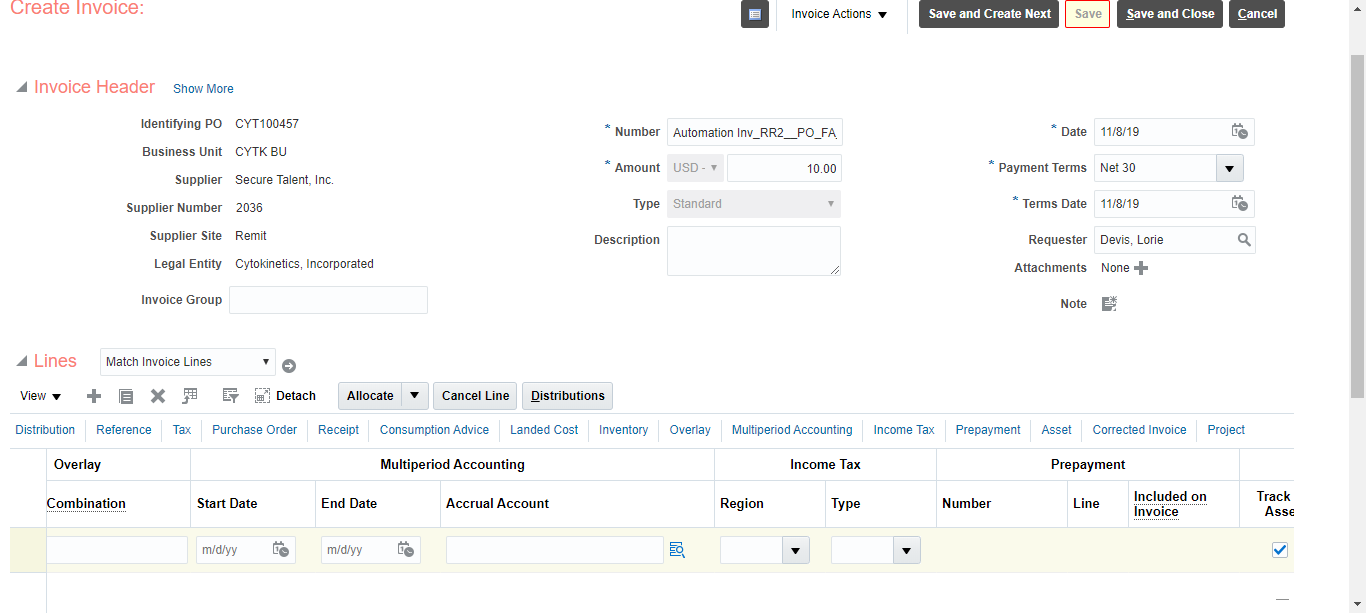 Create Invoice:
Invoice Actions Save and Create Next Save Save and Close Cancel
Invoice Header Show More
Identifying PO CYT100457
Business Unit CYTK BU
Supplier Secure Talent, Inc.
Supplier Number 2036
Supplier Site Remit
Legal Entity Cytokinetics, Incorporated
Invoice Group
* Number Automation Inv_RR2__PO_FA_
* Amount USD - 10.00
Type Standard
Description
* Date 11/8/19
* Payment Terms Net 30
* Terms Date 11/8/19
Requester Devis, Lorie
Attachments None
Note
Lines Match Invoice Lines
View Detach Allocate Cancel Line Distributions
Distribution Reference Tax Purchase Order Receipt Consumption Advice Landed Cost Inventory Overlay Multiperiod Accounting Income Tax Prepayment Asset Corrected Invoice Project
Overlay Multiperiod Accounting Income Tax Prepayment
Combination Start Date End Date Accrual Account Region Type Number Line Included on Invoice Track Asse
m/d/yy m/d/yy